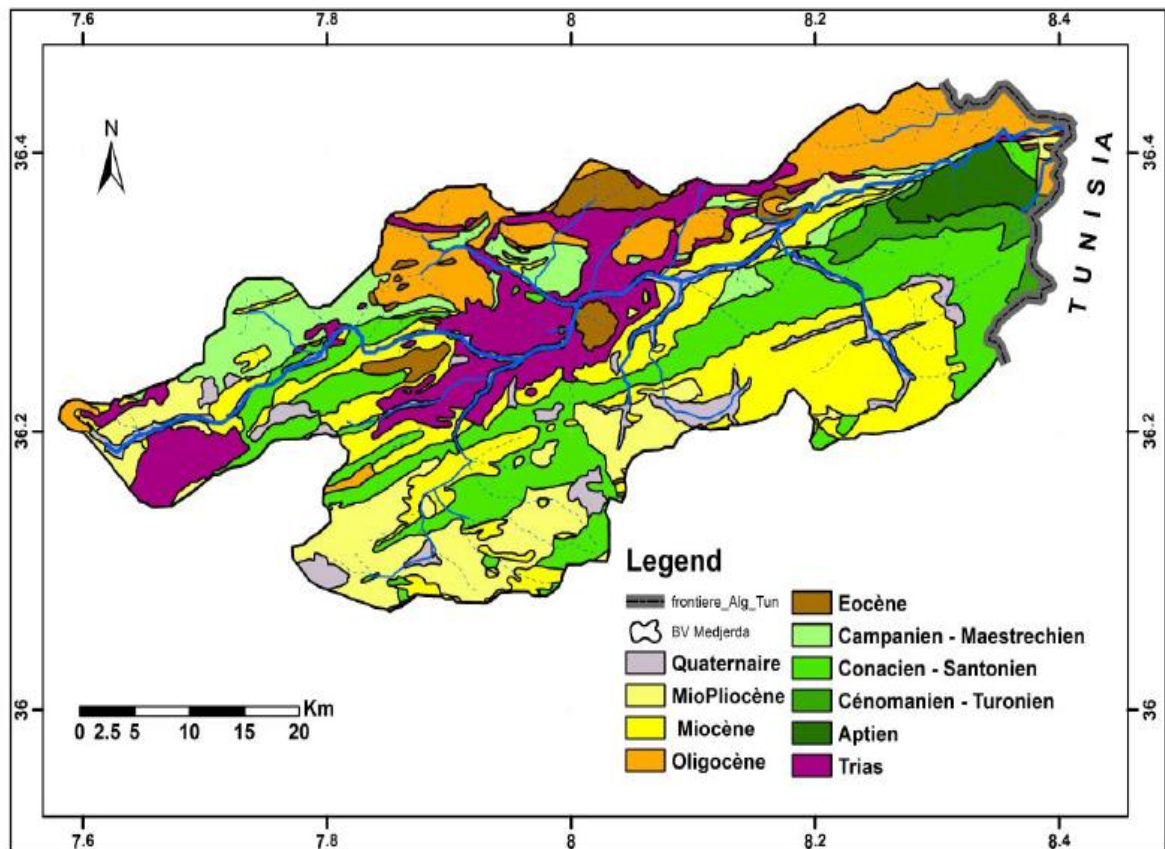 7.6 7.8 8 8.2 8.4
36.4 36.4
N
TUNISIA
36.2 36.2
Legend
frontiere_Alg_Tun
BV Medjerda
Quaternaire
MioPliocène
Miocène
Oligocène
Eocène
Campanien - Maestrechien
Conacien - Santonien
Cénomanien - Turonien
Aptien
Trias
36 36
Km
0 2.5 5 10 15 20
7.6 7.8 8 8.2 8.4